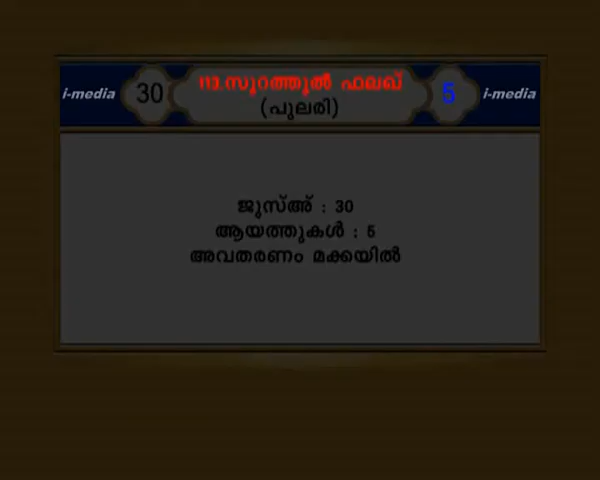 113.സൂറത്തുൽ ഫലഖ്
i-media 30 (പുലരി) 5 i-media
ജുസ്അ് : 30
ആയത്തുകൾ : 5
അവതരണം മക്കയിൽ